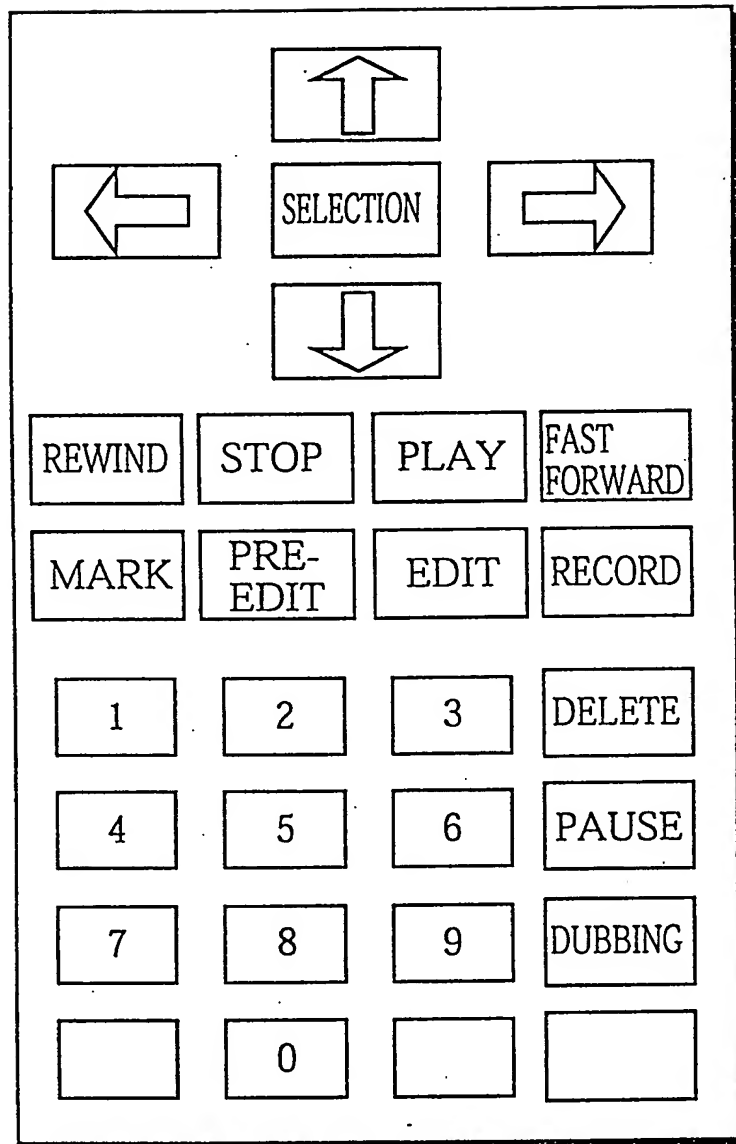 SELECTION
REWIND STOP PLAY FAST FORWARD
MARK PRE-EDIT EDIT RECORD
1 2 3 DELETE
4 5 6 PAUSE
7 8 9 DUBBING
0